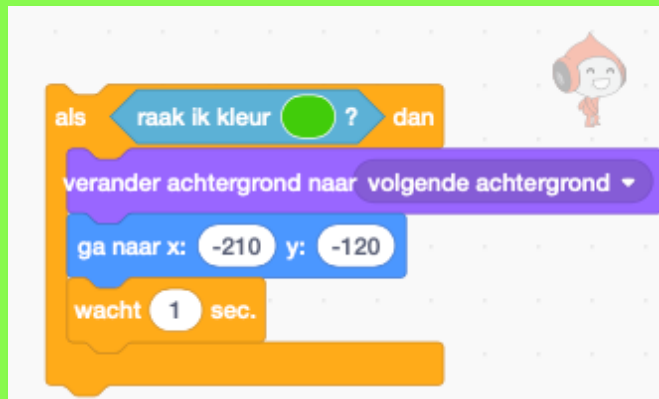 als raak ik kleur ? dan
verander achtergrond naar volgende achtergrond
ga naar x: -210 y: -120
wacht 1 sec.